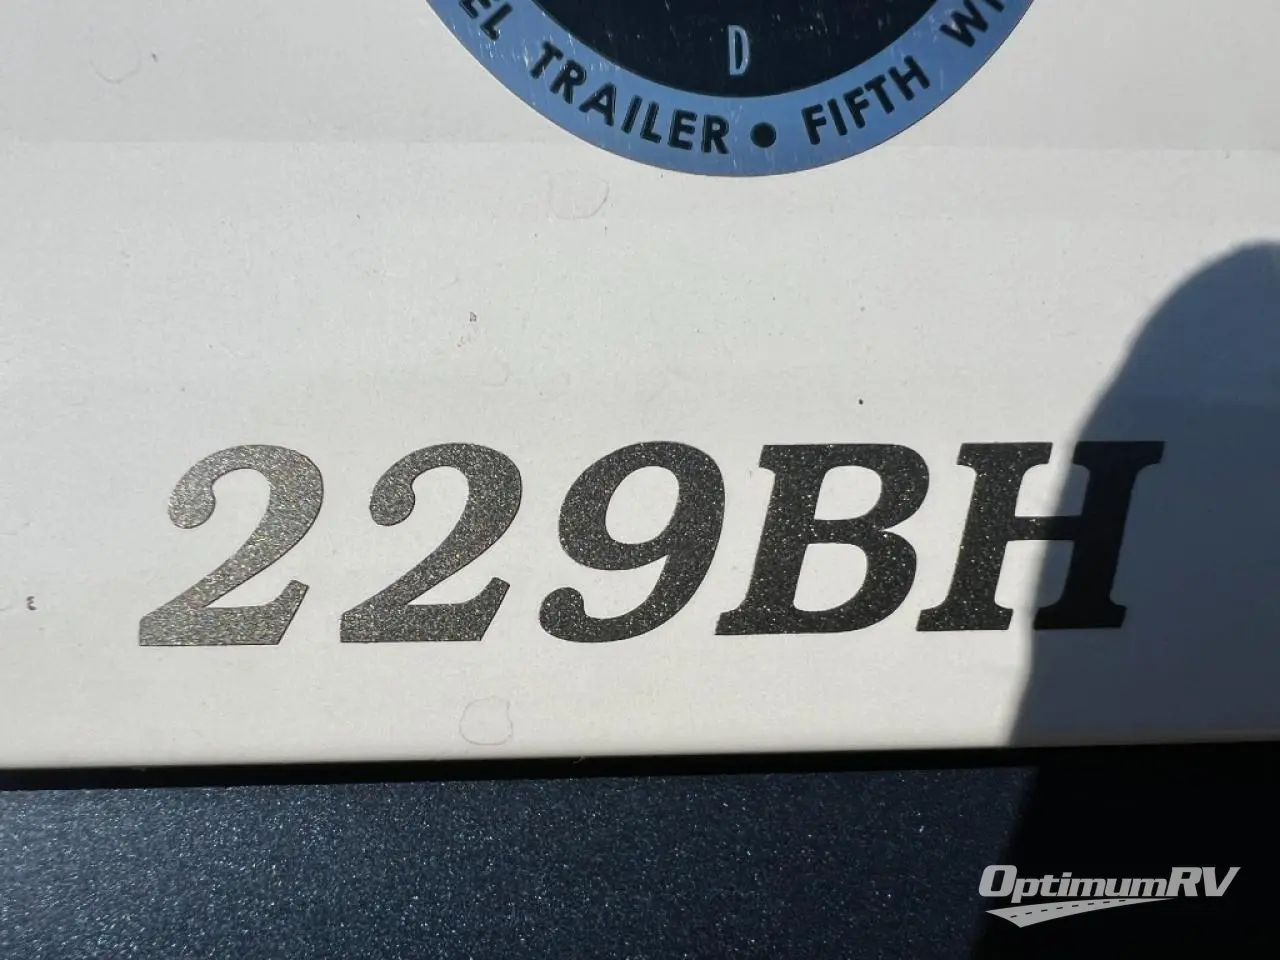 D
TRAILER • FIFTH
229BH
OptimumRV